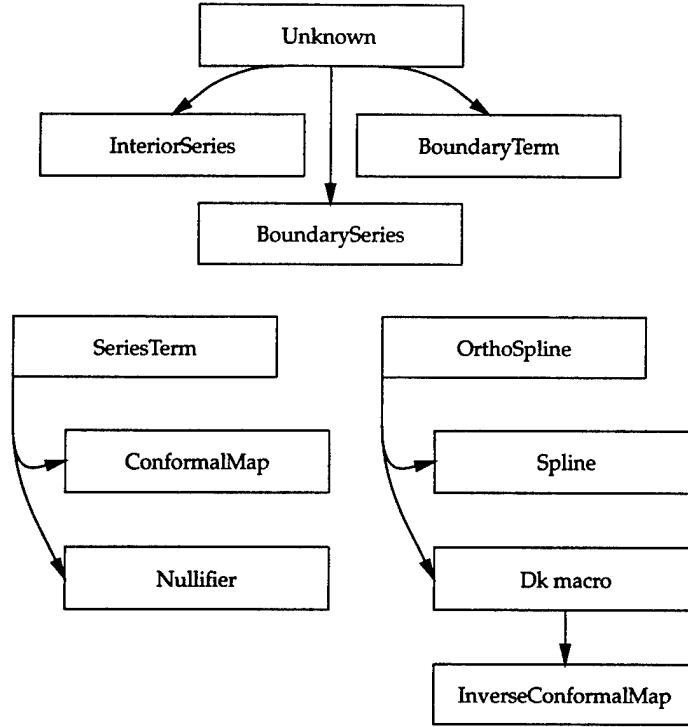 Unknown
InteriorSeries
BoundaryTerm
BoundarySeries
SeriesTerm
OrthoSpline
ConformalMap
Spline
Nullifier
Dk macro
InverseConformalMap